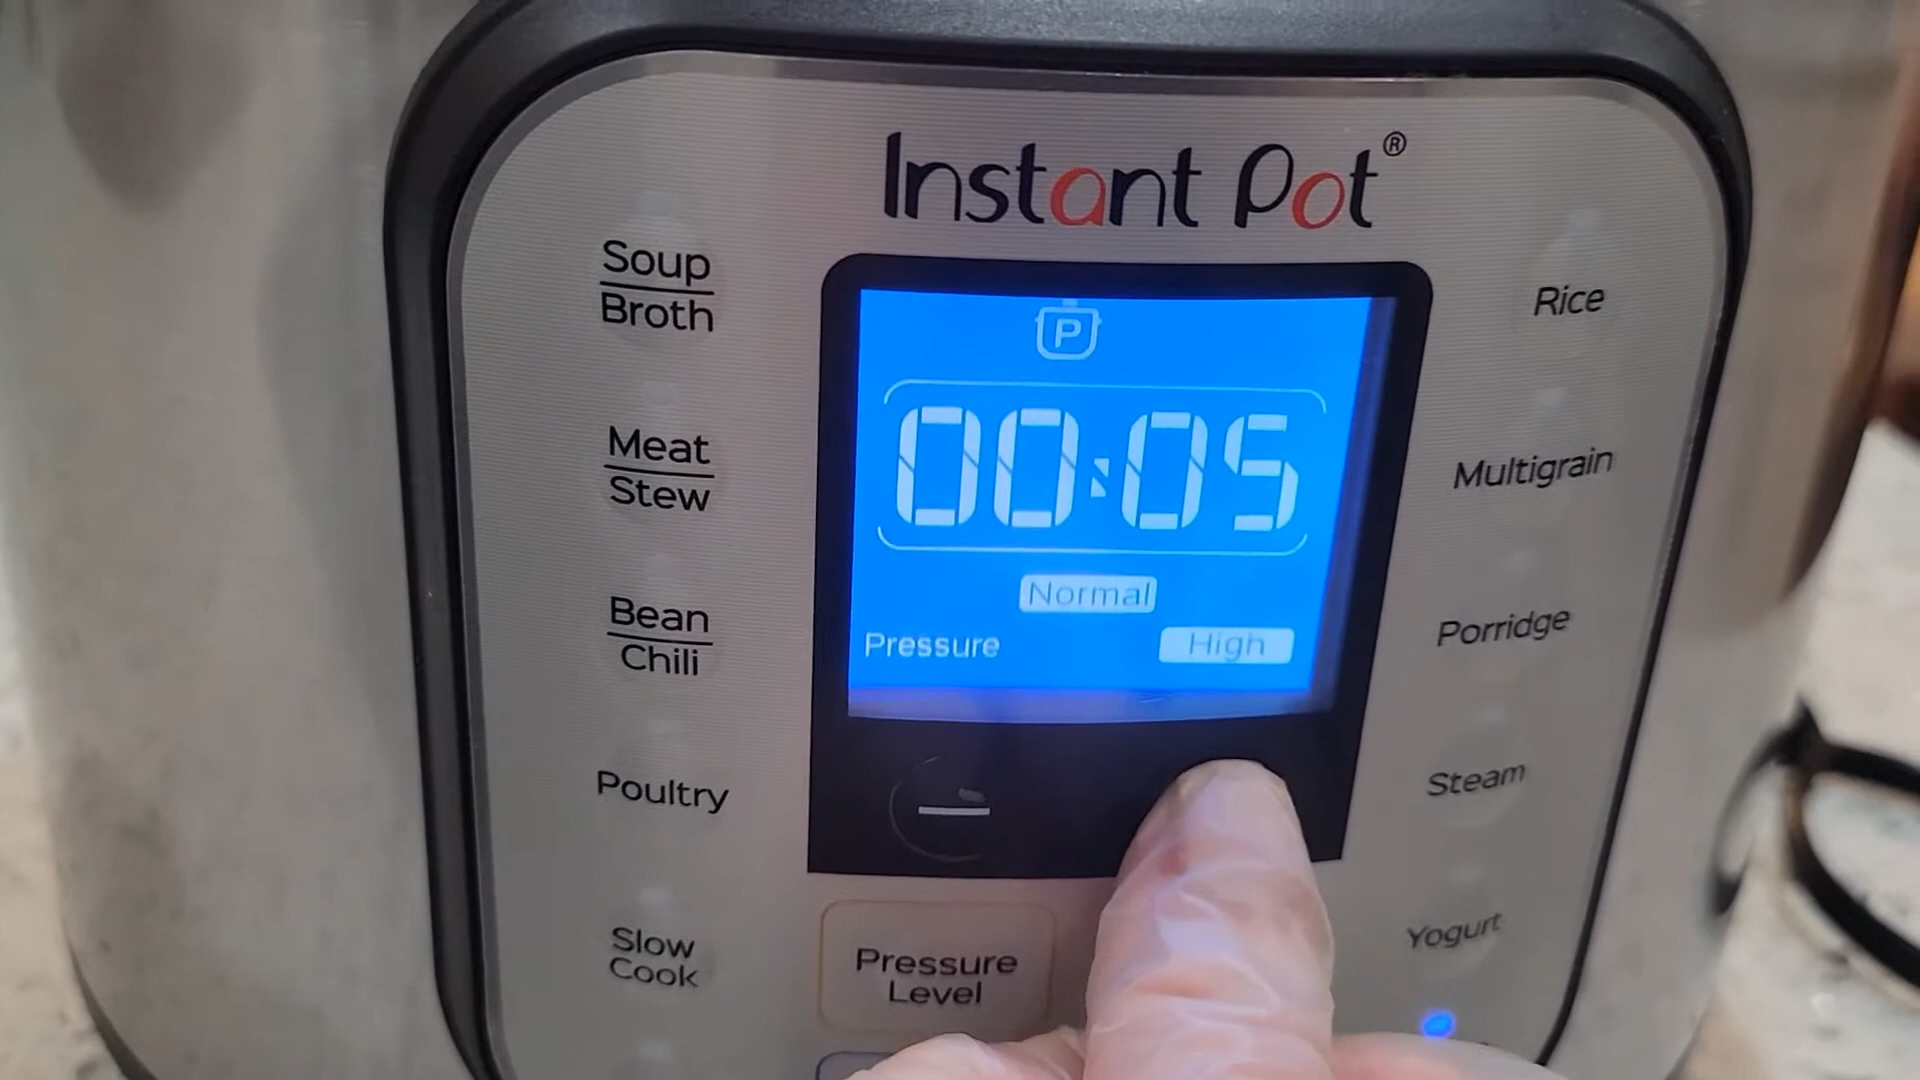 Instant Pot®
Soup
Broth
Meat
Stew
Bean
Chili
Poultry
Slow
Cook
P
00:05
Normal
Pressure High
−
Pressure
Level
Rice
Multigrain
Porridge
Steam
Yogurt